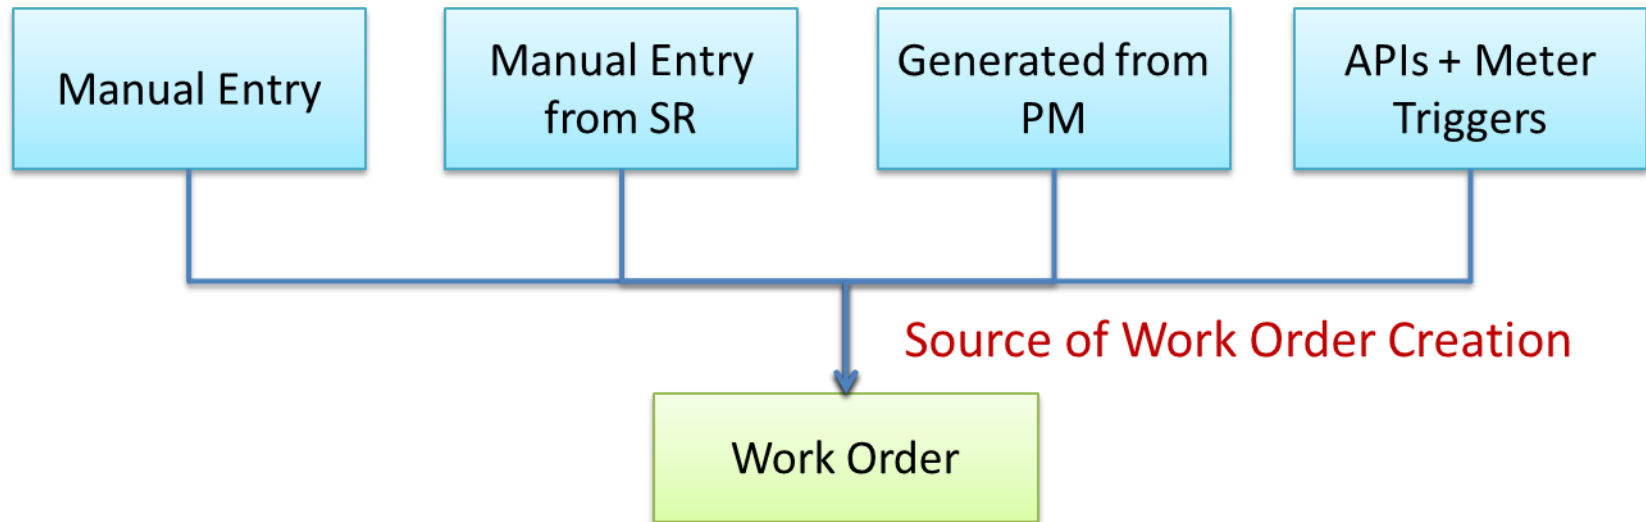 Manual Entry
Manual Entry
from SR
Generated from
PM
APIs + Meter
Triggers
Source of Work Order Creation
Work Order